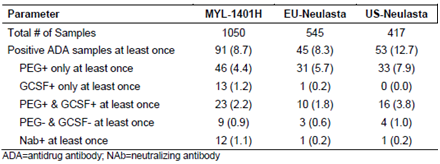 Parameter MYL-1401H EU-Neulasta US-Neulasta
Total # of Samples 1050 545 417
Positive ADA samples at least once 91 (8.7) 45 (8.3) 53 (12.7)
PEG+ only at least once 46 (4.4) 31 (5.7) 33 (7.9)
GCSF+ only at least once 13 (1.2) 1 (0.2) 0 (0.0)
PEG+ & GCSF+ at least once 23 (2.2) 10 (1.8) 16 (3.8)
PEG- & GCSF- at least once 9 (0.9) 3 (0.6) 4 (1.0)
Nab+ at least once 12 (1.1) 1 (0.2) 1 (0.2)
ADA=antidrug antibody; NAb=neutralizing antibody